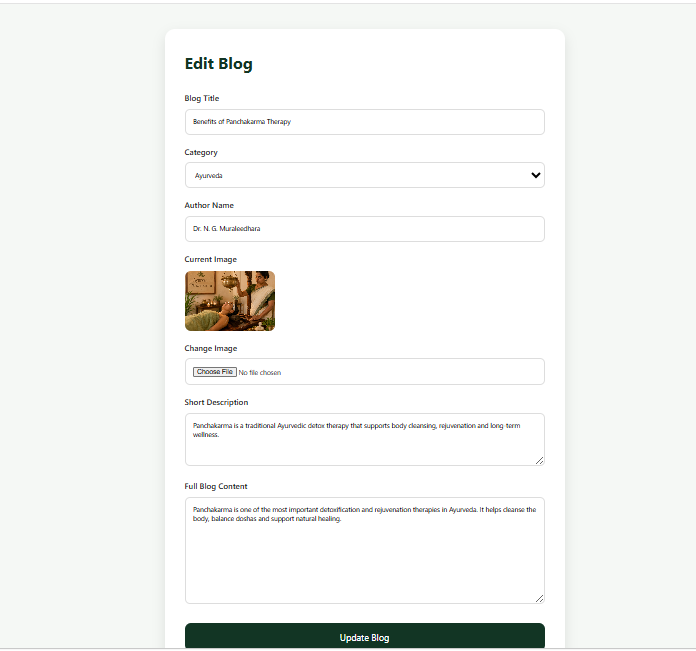 Edit Blog
Blog Title
Benefits of Panchakarma Therapy
Category
Ayurveda
Author Name
Dr. N. G. Muraleedhara
Current Image
Change Image
Choose File No file chosen
Short Description
Panchakarma is a traditional Ayurvedic detox therapy that supports body cleansing, rejuvenation and long-term
wellness.
Full Blog Content
Panchakarma is one of the most important detoxification and rejuvenation therapies in Ayurveda. It helps cleanse the
body, balance doshas and support natural healing.
Update Blog